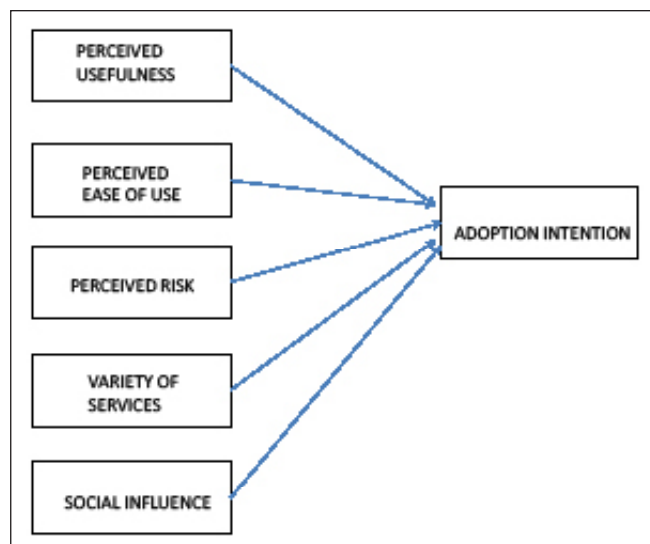 PERCEIVED
USEFULNESS
PERCEIVED
EASE OF USE
PERCEIVED RISK
VARIETY OF
SERVICES
SOCIAL INFLUENCE
ADOPTION INTENTION